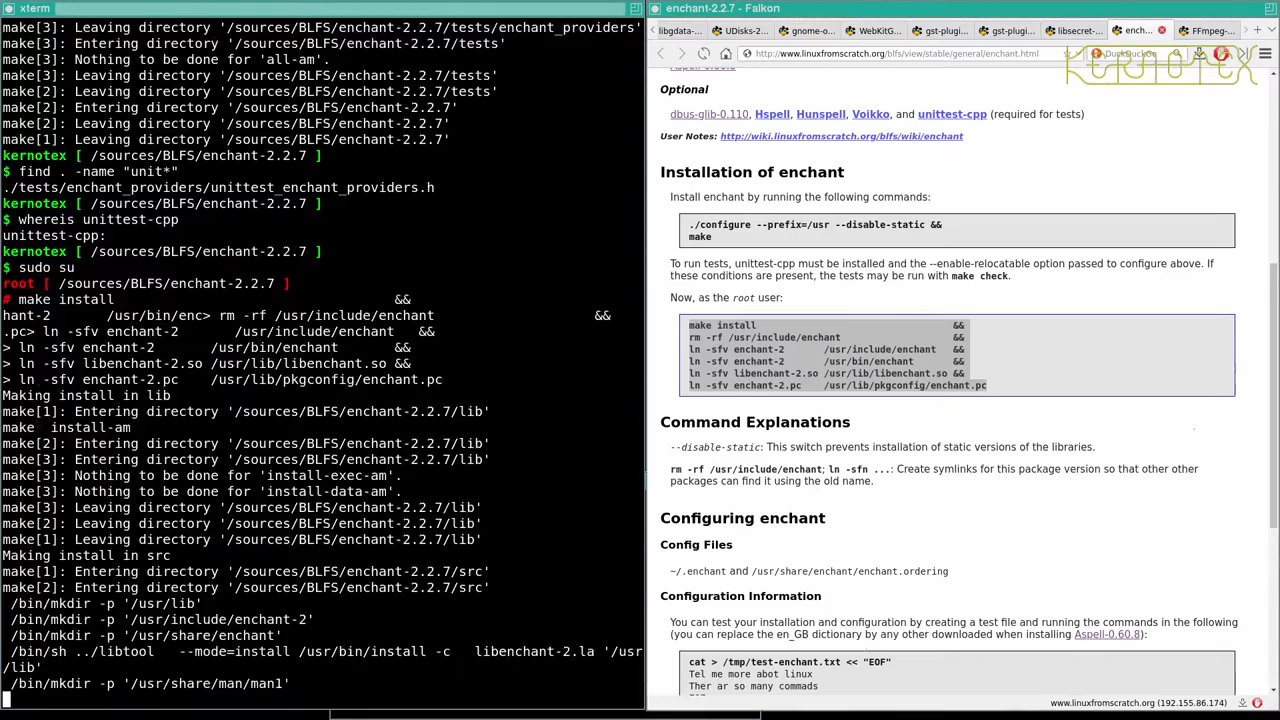 xterm
make[3]: Leaving directory '/sources/BLFS/enchant-2.2.7/tests/enchant_providers'
make[3]: Entering directory '/sources/BLFS/enchant-2.2.7/tests'
make[3]: Nothing to be done for 'all-am'.
make[3]: Leaving directory '/sources/BLFS/enchant-2.2.7/tests'
make[2]: Leaving directory '/sources/BLFS/enchant-2.2.7/tests'
make[2]: Entering directory '/sources/BLFS/enchant-2.2.7'
make[2]: Leaving directory '/sources/BLFS/enchant-2.2.7'
make[1]: Leaving directory '/sources/BLFS/enchant-2.2.7'
kernotex [ /sources/BLFS/enchant-2.2.7 ]
$ find . -name "unit*"
./tests/enchant_providers/unittest_enchant_providers.h
kernotex [ /sources/BLFS/enchant-2.2.7 ]
$ whereis unittest-cpp
unittest-cpp:
kernotex [ /sources/BLFS/enchant-2.2.7 ]
$ sudo su
root [ /sources/BLFS/enchant-2.2.7 ]
# make install &&
hant-2 /usr/bin/enc> rm -rf /usr/include/enchant &&
.pc> ln -sfv enchant-2 /usr/include/enchant &&
> ln -sfv enchant-2 /usr/bin/enchant &&
> ln -sfv libenchant-2.so /usr/lib/libenchant.so &&
> ln -sfv enchant-2.pc /usr/lib/pkgconfig/enchant.pc
Making install in lib
make[1]: Entering directory '/sources/BLFS/enchant-2.2.7/lib'
make install-am
make[2]: Entering directory '/sources/BLFS/enchant-2.2.7/lib'
make[3]: Entering directory '/sources/BLFS/enchant-2.2.7/lib'
make[3]: Nothing to be done for 'install-exec-am'.
make[3]: Nothing to be done for 'install-data-am'.
make[3]: Leaving directory '/sources/BLFS/enchant-2.2.7/lib'
make[2]: Leaving directory '/sources/BLFS/enchant-2.2.7/lib'
make[1]: Leaving directory '/sources/BLFS/enchant-2.2.7/lib'
Making install in src
make[1]: Entering directory '/sources/BLFS/enchant-2.2.7/src'
make[2]: Entering directory '/sources/BLFS/enchant-2.2.7/src'
/bin/mkdir -p '/usr/lib'
/bin/mkdir -p '/usr/include/enchant-2'
/bin/mkdir -p '/usr/share/enchant'
/bin/sh ../libtool --mode=install /usr/bin/install -c libenchant-2.la '/usr
/lib'
/bin/mkdir -p '/usr/share/man/man1'
enchant-2.2.7 - Falkon
libgdata-... UDisks-2... gnome-o... WebKitG... gst-plugi... gst-plugi... libsecret-... ench... FFmpeg-...
http://www.linuxfromscratch.org/blfs/view/stable/general/enchant.html
DuckDuckGo
KERNOTEX
Aspell-0.60.8
Optional
dbus-glib-0.110, Hspell, Hunspell, Voikko, and unittest-cpp (required for tests)
User Notes: http://wiki.linuxfromscratch.org/blfs/wiki/enchant
Installation of enchant
Install enchant by running the following commands:
./configure --prefix=/usr --disable-static &&
make
To run tests, unittest-cpp must be installed and the --enable-relocatable option passed to configure above. If
these conditions are present, the tests may be run with make check.
Now, as the root user:
make install &&
rm -rf /usr/include/enchant &&
ln -sfv enchant-2 /usr/include/enchant &&
ln -sfv enchant-2 /usr/bin/enchant &&
ln -sfv libenchant-2.so /usr/lib/libenchant.so &&
ln -sfv enchant-2.pc /usr/lib/pkgconfig/enchant.pc
Command Explanations
--disable-static: This switch prevents installation of static versions of the libraries.
rm -rf /usr/include/enchant; ln -sfn ...: Create symlinks for this package version so that other other
packages can find it using the old name.
Configuring enchant
Config Files
~/.enchant and /usr/share/enchant/enchant.ordering
Configuration Information
You can test your installation and configuration by creating a test file and running the commands in the following
(you can replace the en_GB dictionary by any other downloaded when installing Aspell-0.60.8):
cat > /tmp/test-enchant.txt << "EOF"
Tel me more abot linux
Ther ar so many commads
www.linuxfromscratch.org (192.155.86.174)